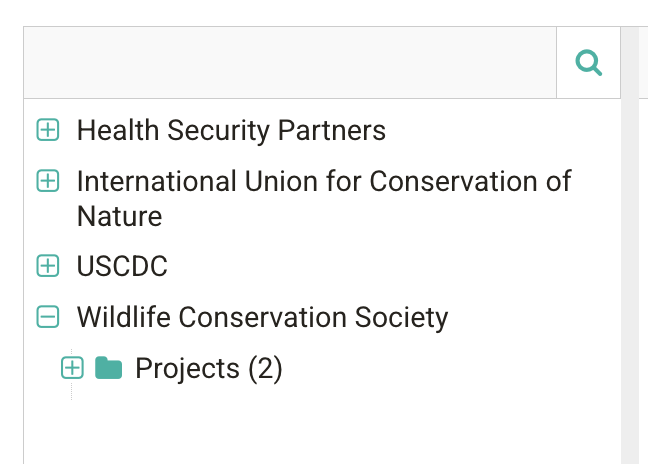 Health Security Partners
International Union for Conservation of
Nature
USCDC
Wildlife Conservation Society
Projects (2)